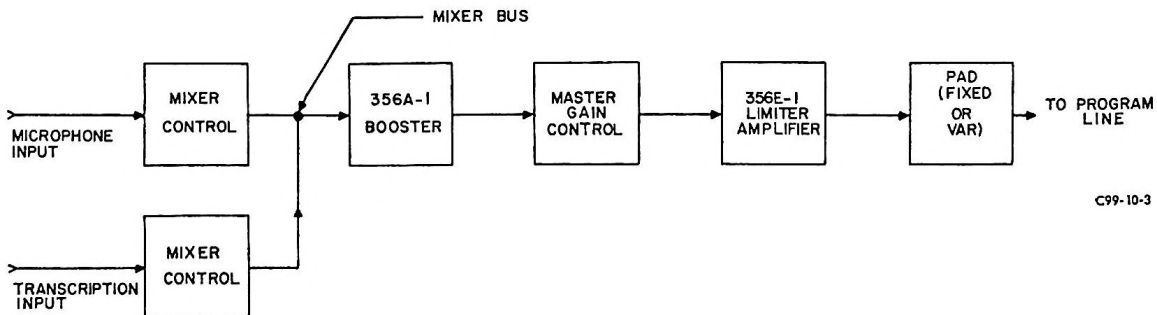 MIXER BUS
MICROPHONE
INPUT
MIXER
CONTROL
356A-1
BOOSTER
MASTER
GAIN
CONTROL
356E-1
LIMITER
AMPLIFIER
PAD
(FIXED
OR
VAR)
TO PROGRAM
LINE
C99-10-3
TRANSCRIPTION
INPUT
MIXER
CONTROL